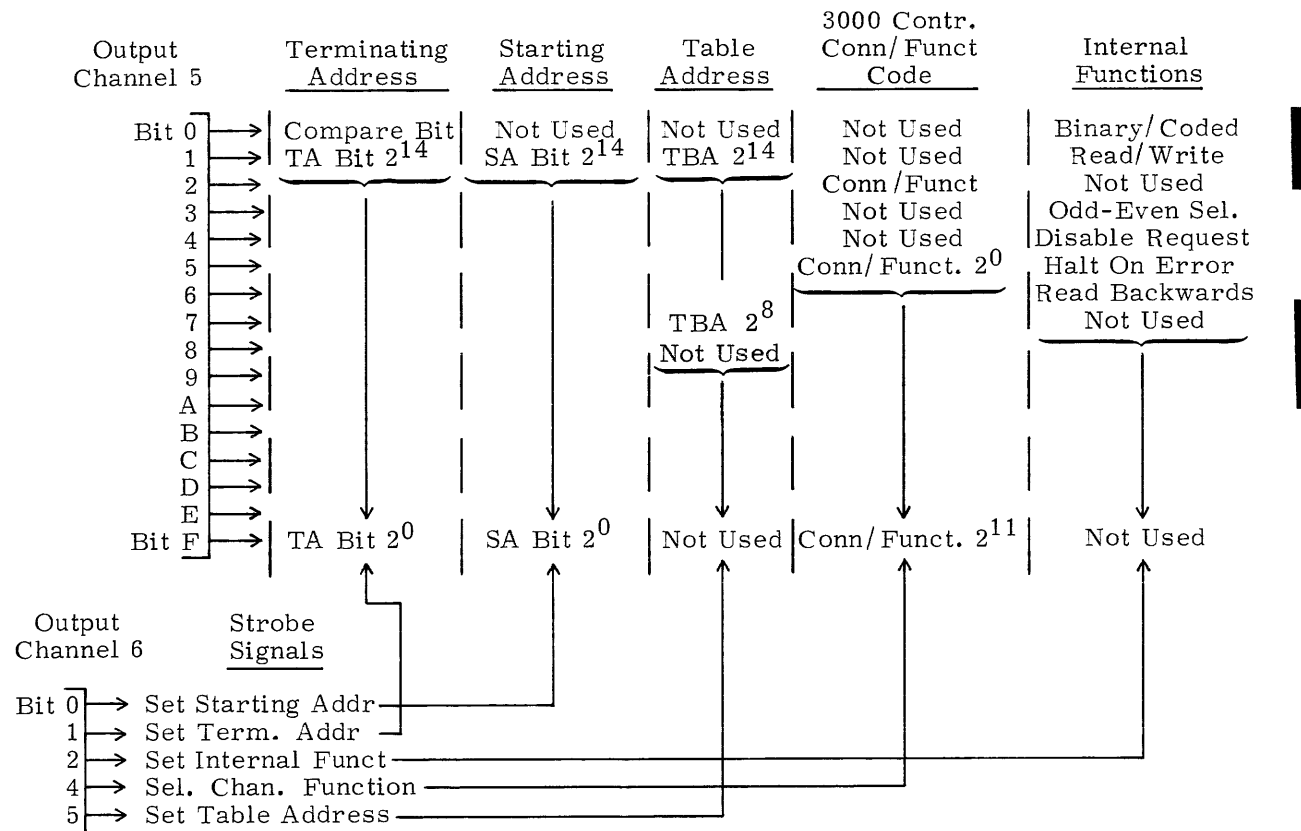 3000 Contr.
Output Terminating Starting Table Conn/Funct Internal
Channel 5 Address Address Address Code Functions
Bit 0 Compare Bit Not Used Not Used Not Used Binary/Coded
1 TA Bit 2^14 SA Bit 2^14 TBA 2^14 Not Used Read/Write
2 Conn/Funct Not Used
3 Not Used Odd-Even Sel.
4 Not Used Disable Request
5 Conn/Funct. 2^0 Halt On Error
6 Read Backwards
7 TBA 2^8 Not Used
8 Not Used
9
A
B
C
D
E
Bit F TA Bit 2^0 SA Bit 2^0 Not Used Conn/Funct. 2^11 Not Used
Output Strobe
Channel 6 Signals
Bit 0 Set Starting Addr
1 Set Term. Addr
2 Set Internal Funct
4 Sel. Chan. Function
5 Set Table Address